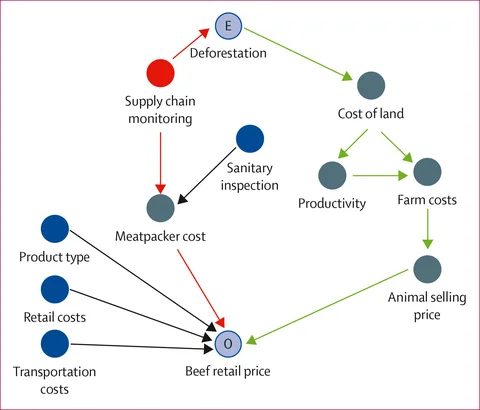 E
Deforestation
Supply chain
monitoring
Cost of land
Sanitary
inspection
Productivity
Farm costs
Meatpacker cost
Product type
Animal selling
price
Retail costs
O
Beef retail price
Transportation
costs